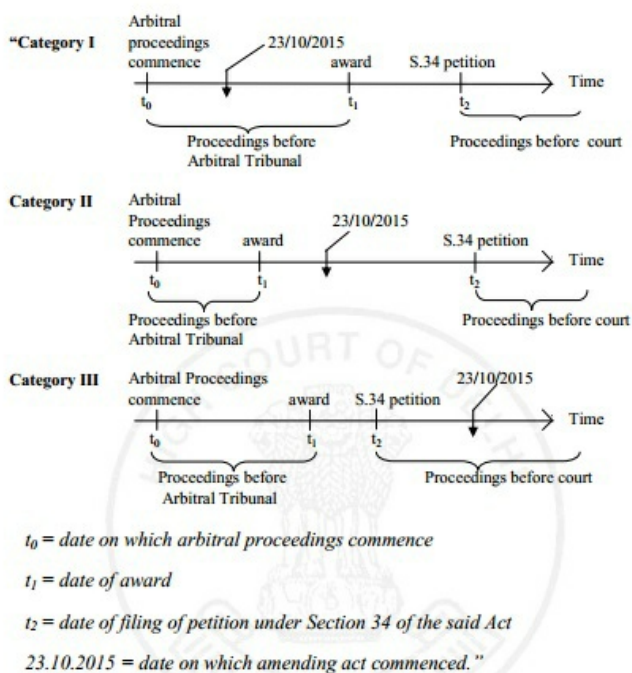 Arbitral
“Category I proceedings 23/10/2015
commence award S.34 petition
Time
t0 t1 t2
Proceedings before Proceedings before court
Arbitral Tribunal
Category II Arbitral
Proceedings 23/10/2015
commence award S.34 petition
Time
t0 t1 t2
Proceedings before Proceedings before court
Arbitral Tribunal
Category III Arbitral Proceedings 23/10/2015
commence award S.34 petition
Time
t0 t1 t2
Proceedings before Proceedings before court
Arbitral Tribunal
HIGH COURT OF DELHI
t0 = date on which arbitral proceedings commence
t1 = date of award
t2 = date of filing of petition under Section 34 of the said Act
23.10.2015 = date on which amending act commenced.”